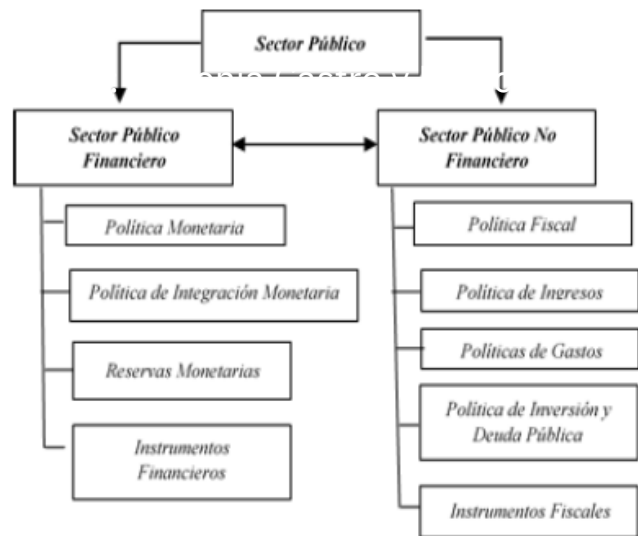 Sector Público
Sector Público
Financiero
Política Monetaria
Política de Integración Monetaria
Reservas Monetarias
Instrumentos
Financieros
Sector Público No
Financiero
Política Fiscal
Política de Ingresos
Políticas de Gastos
Política de Inversión y
Deuda Pública
Instrumentos Fiscales